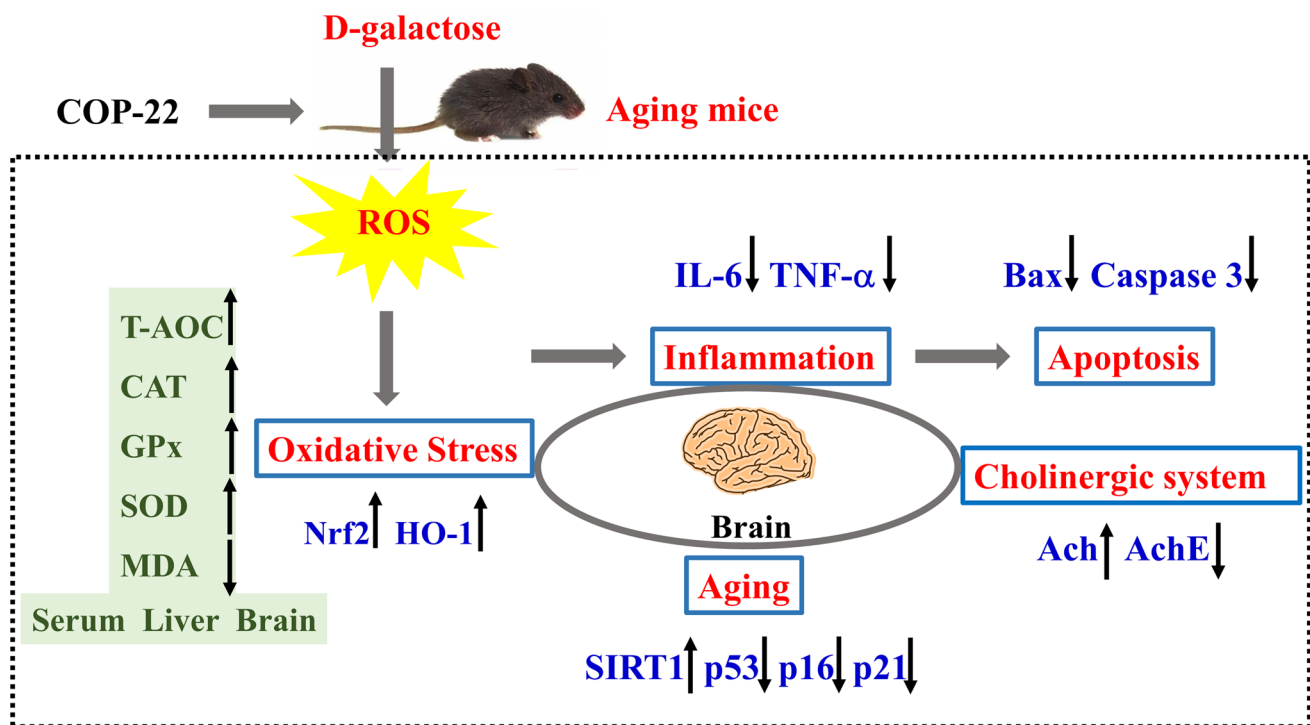 D-galactose
COP-22
Aging mice
ROS
IL-6 TNF-α
Bax Caspase 3
T-AOC
CAT
GPx
SOD
MDA
Serum Liver Brain
Inflammation
Apoptosis
Oxidative Stress
Nrf2 HO-1
Brain
Cholinergic system
Ach AchE
Aging
SIRT1 p53 p16 p21